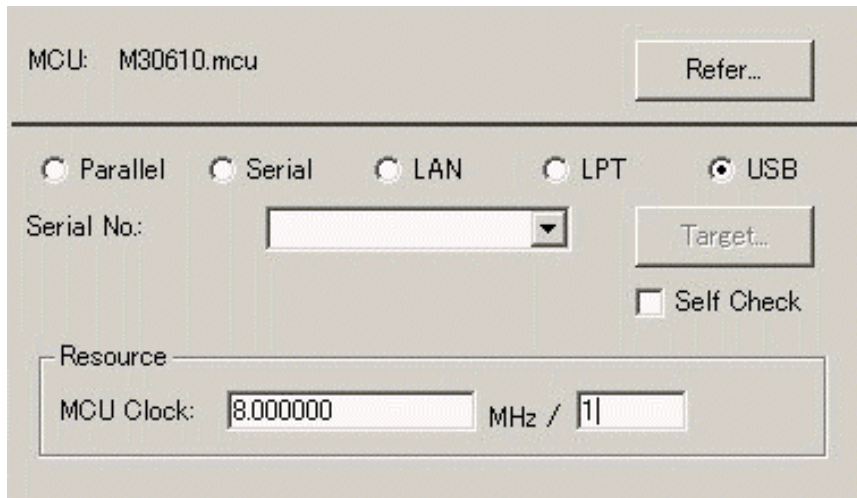 MCU: M30610.mcu Refer...
Parallel Serial LAN LPT USB
Serial No.: Target...
Self Check
Resource
MCU Clock: 8.000000 MHz / 1